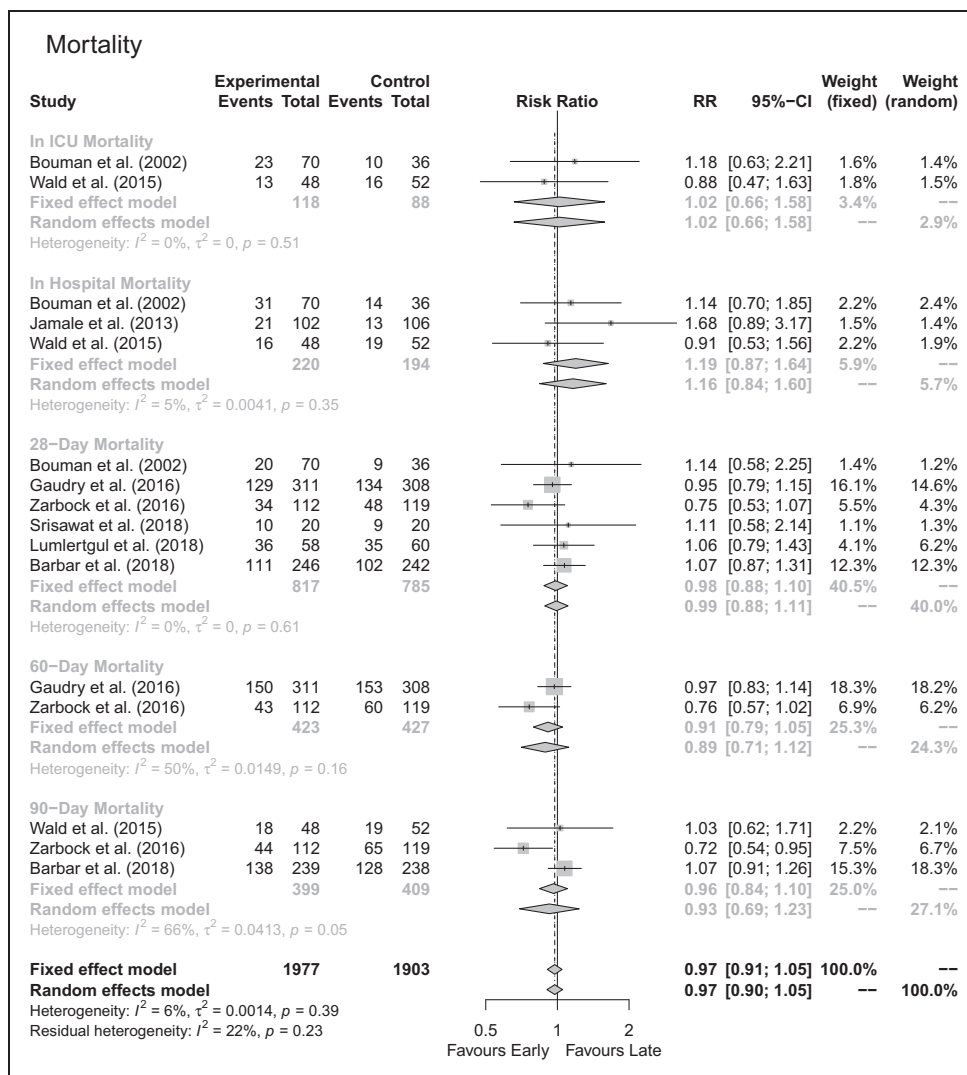 Mortality
Experimental Control Weight Weight
Study Events Total Events Total Risk Ratio RR 95%−CI (fixed) (random)
In ICU Mortality
Bouman et al. (2002) 23 70 10 36 1.18 [0.63; 2.21] 1.6% 1.4%
Wald et al. (2015) 13 48 16 52 0.88 [0.47; 1.63] 1.8% 1.5%
Fixed effect model 118 88 1.02 [0.66; 1.58] 3.4% −−
Random effects model 1.02 [0.66; 1.58] −− 2.9%
Heterogeneity: I² = 0%, τ² = 0, p = 0.51
In Hospital Mortality
Bouman et al. (2002) 31 70 14 36 1.14 [0.70; 1.85] 2.2% 2.4%
Jamale et al. (2013) 21 102 13 106 1.68 [0.89; 3.17] 1.5% 1.4%
Wald et al. (2015) 16 48 19 52 0.91 [0.53; 1.56] 2.2% 1.9%
Fixed effect model 220 194 1.19 [0.87; 1.64] 5.9% −−
Random effects model 1.16 [0.84; 1.60] −− 5.7%
Heterogeneity: I² = 5%, τ² = 0.0041, p = 0.35
28−Day Mortality
Bouman et al. (2002) 20 70 9 36 1.14 [0.58; 2.25] 1.4% 1.2%
Gaudry et al. (2016) 129 311 134 308 0.95 [0.79; 1.15] 16.1% 14.6%
Zarbock et al. (2016) 34 112 48 119 0.75 [0.53; 1.07] 5.5% 4.3%
Srisawat et al. (2018) 10 20 9 20 1.11 [0.58; 2.14] 1.1% 1.3%
Lumlertgul et al. (2018) 36 58 35 60 1.06 [0.79; 1.43] 4.1% 6.2%
Barbar et al. (2018) 111 246 102 242 1.07 [0.87; 1.31] 12.3% 12.3%
Fixed effect model 817 785 0.98 [0.88; 1.10] 40.5% −−
Random effects model 0.99 [0.88; 1.11] −− 40.0%
Heterogeneity: I² = 0%, τ² = 0, p = 0.61
60−Day Mortality
Gaudry et al. (2016) 150 311 153 308 0.97 [0.83; 1.14] 18.3% 18.2%
Zarbock et al. (2016) 43 112 60 119 0.76 [0.57; 1.02] 6.9% 6.2%
Fixed effect model 423 427 0.91 [0.79; 1.05] 25.3% −−
Random effects model 0.89 [0.71; 1.12] −− 24.3%
Heterogeneity: I² = 50%, τ² = 0.0149, p = 0.16
90−Day Mortality
Wald et al. (2015) 18 48 19 52 1.03 [0.62; 1.71] 2.2% 2.1%
Zarbock et al. (2016) 44 112 65 119 0.72 [0.54; 0.95] 7.5% 6.7%
Barbar et al. (2018) 138 239 128 238 1.07 [0.91; 1.26] 15.3% 18.3%
Fixed effect model 399 409 0.96 [0.84; 1.10] 25.0% −−
Random effects model 0.93 [0.69; 1.23] −− 27.1%
Heterogeneity: I² = 66%, τ² = 0.0413, p = 0.05
Fixed effect model 1977 1903 0.97 [0.91; 1.05] 100.0% −−
Random effects model 0.97 [0.90; 1.05] −− 100.0%
Heterogeneity: I² = 6%, τ² = 0.0014, p = 0.39
Residual heterogeneity: I² = 22%, p = 0.23
0.5 1 2
Favours Early Favours Late